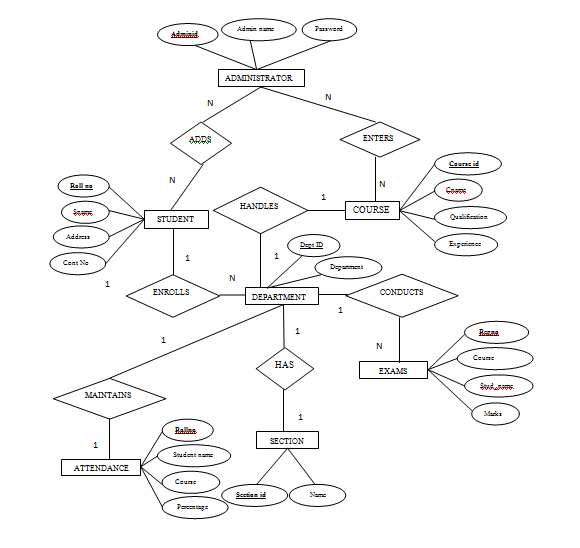 Adminid
Admin name
Password
ADMINISTRATOR
N
N
ADDS
ENTERS
N
N
Roll no
Sname
Address
Cont No
STUDENT
HANDLES
1
COURSE
Course id
Cname
Qualification
Experience
1
1
1
ENROLLS
N
Dept ID
Department
DEPARTMENT
1
CONDUCTS
N
EXAMS
Regno
Course
Stud_name
Marks
1
MAINTAINS
1
HAS
1
ATTENDANCE
Rollno
Student name
Course
Percentage
1
SECTION
Section id
Name